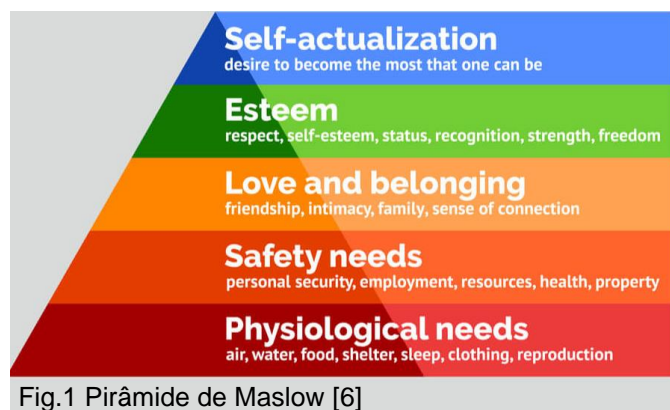 Self-actualization
desire to become the most that one can be
Esteem
respect, self-esteem, status, recognition, strength, freedom
Love and belonging
friendship, intimacy, family, sense of connection
Safety needs
personal security, employment, resources, health, property
Physiological needs
air, water, food, shelter, sleep, clothing, reproduction
Fig.1 Pirâmide de Maslow [6]